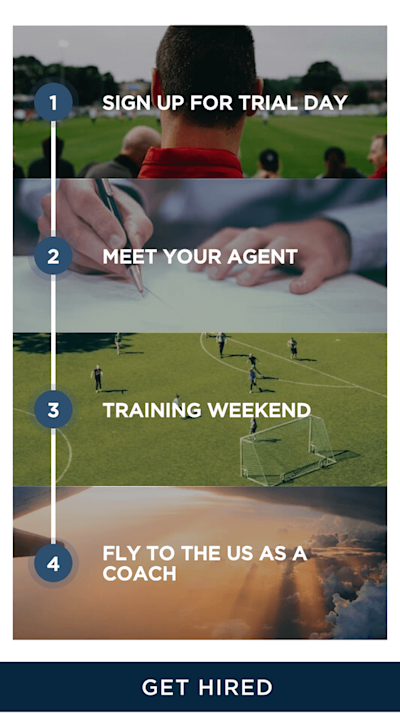 1
SIGN UP FOR TRIAL DAY
2
MEET YOUR AGENT
3
TRAINING WEEKEND
4
FLY TO THE US AS A
COACH
GET HIRED